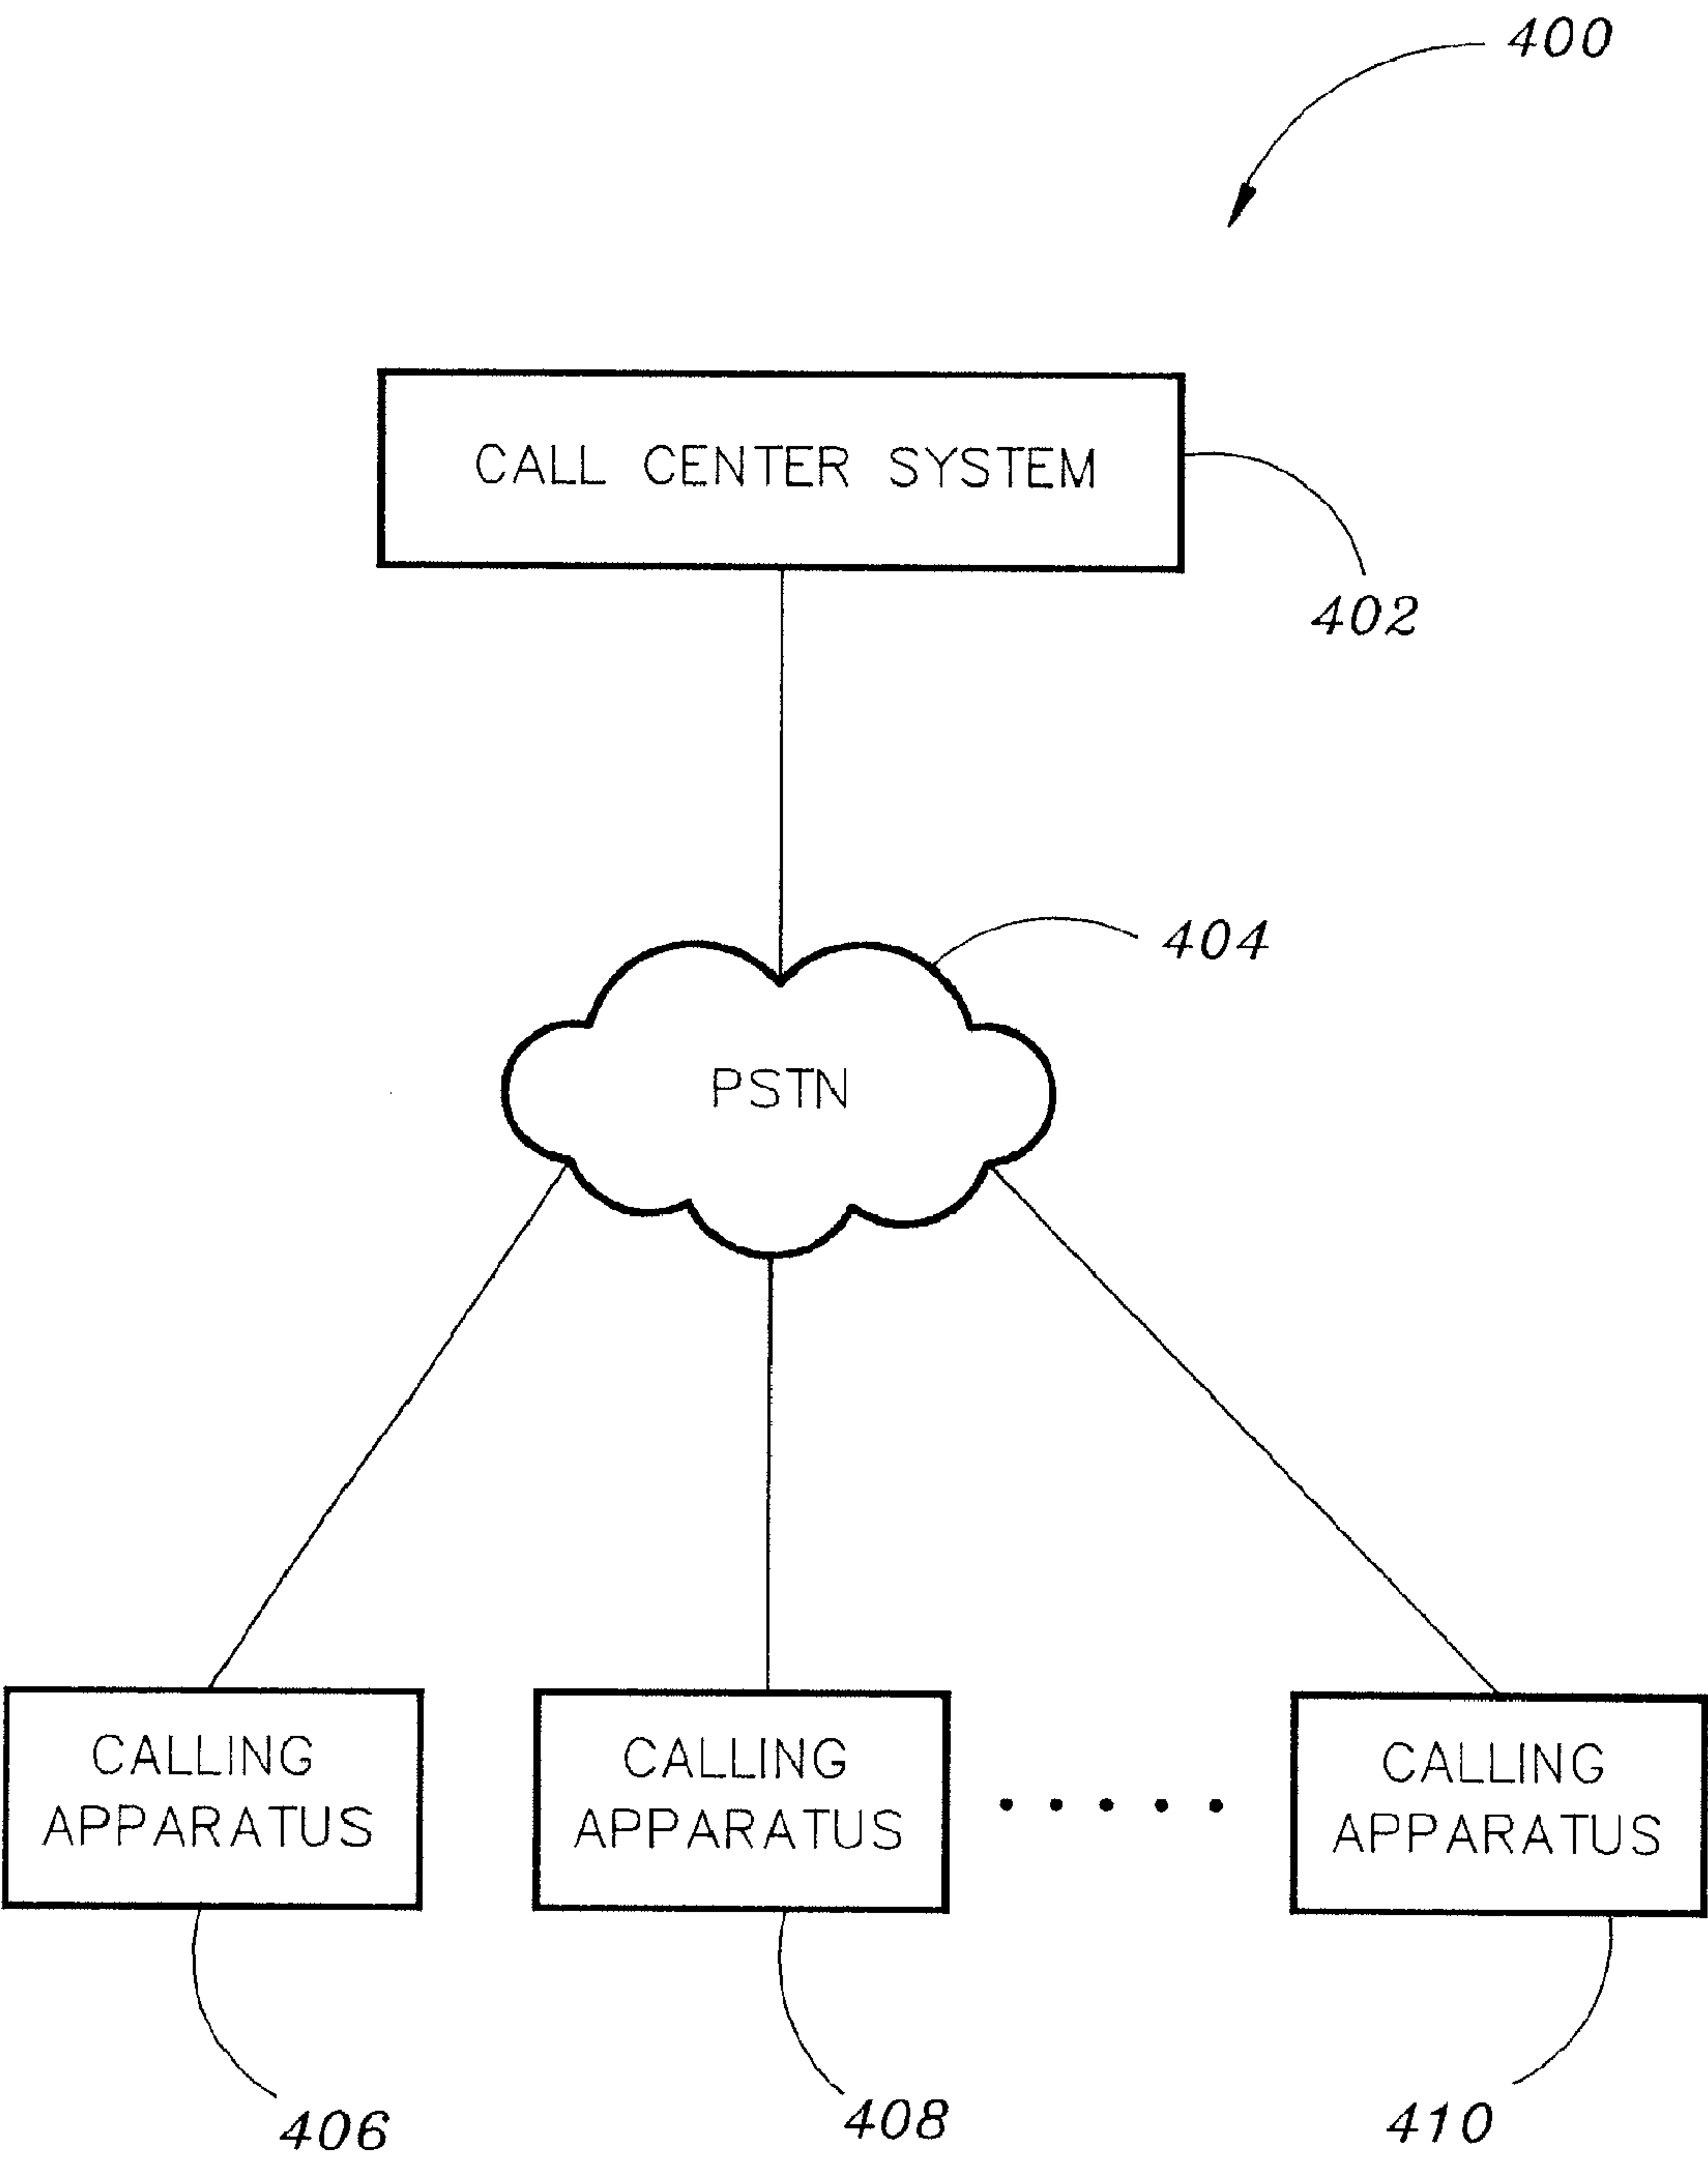 400
CALL CENTER SYSTEM
402
404
PSTN
CALLING
APPARATUS
CALLING
APPARATUS
CALLING
APPARATUS
406
408
410